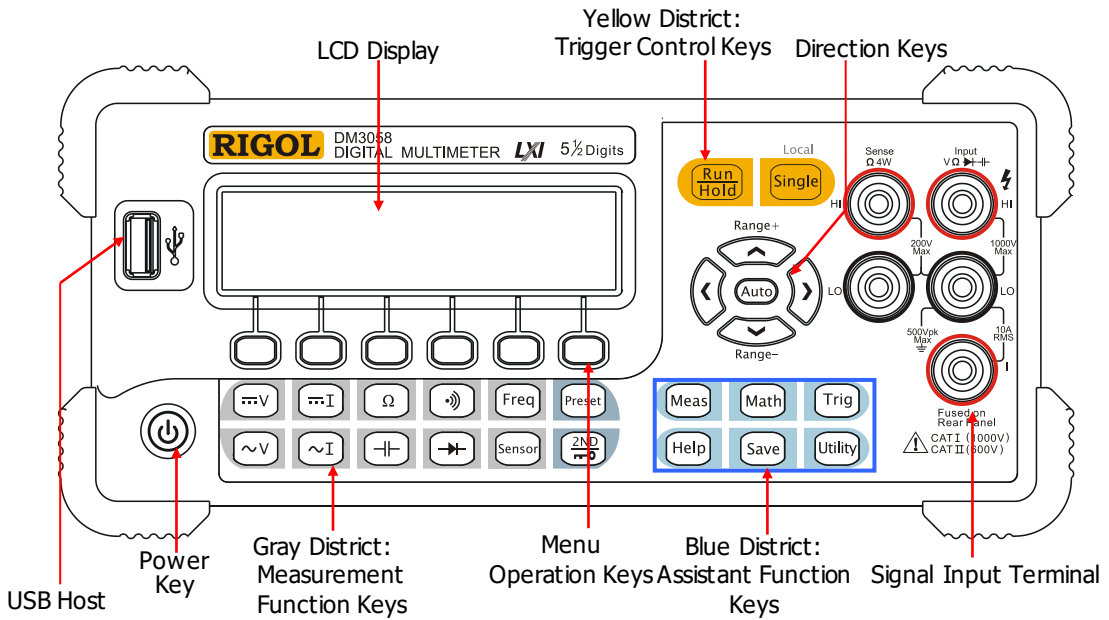 Yellow District:
Trigger Control Keys
LCD Display
Direction Keys
RIGOL
DM3058
DIGITAL MULTIMETER
LXI
5½Digits
Local
Run
Hold
Single
Sense
Ω 4W
Input
V Ω
HI
HI
Range+
200V
Max
1000V
Max
Auto
LO
LO
Range-
500Vpk
Max
10A
RMS
I
V
I
Ω
Freq
Preset
Meas
Math
Trig
Fused on
Rear Panel
~V
~I
Sensor
2ND
Help
Save
Utility
CAT I (1000V)
CAT II (600V)
Power
Key
Gray District:
Measurement
Function Keys
Menu
Operation Keys
Blue District:
Assistant Function
Keys
Signal Input Terminal
USB Host